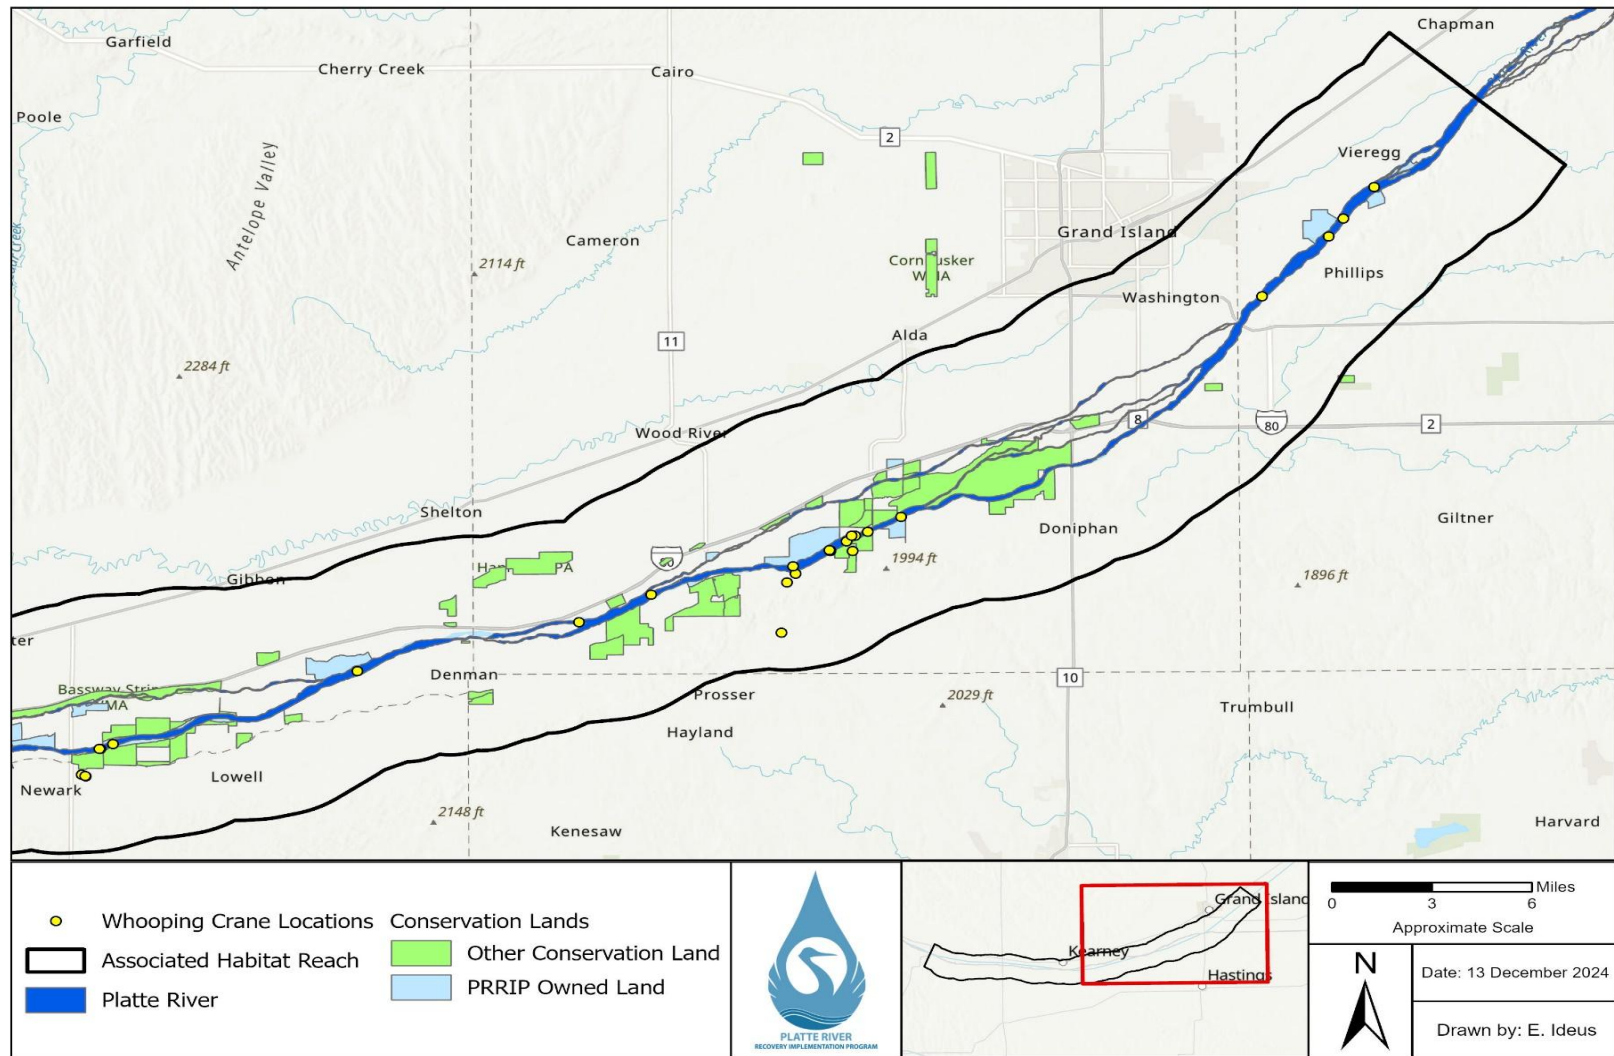 Chapman
Garfield
Cherry Creek
Cairo
Poole
2
Vieregg
Antelope Valley
Cameron
Grand Island
2114 ft
Phillips
Washington
11
Alda
2284 ft
8
80
2
Wood River
Shelton
Giltner
Doniphan
1994 ft
1896 ft
Gibbon
ter
Denman
10
Prosser
2029 ft
Trumbull
Hayland
Lowell
Newark
2148 ft
Kenesaw
Harvard
Whooping Crane Locations
Associated Habitat Reach
Platte River
Conservation Lands
Other Conservation Land
PRRIP Owned Land
PLATTE RIVER
RECOVERY IMPLEMENTATION PROGRAM
Grand Island
Kearney
Hastings
Miles
0 3 6
Approximate Scale
N
Date: 13 December 2024
Drawn by: E. Ideus